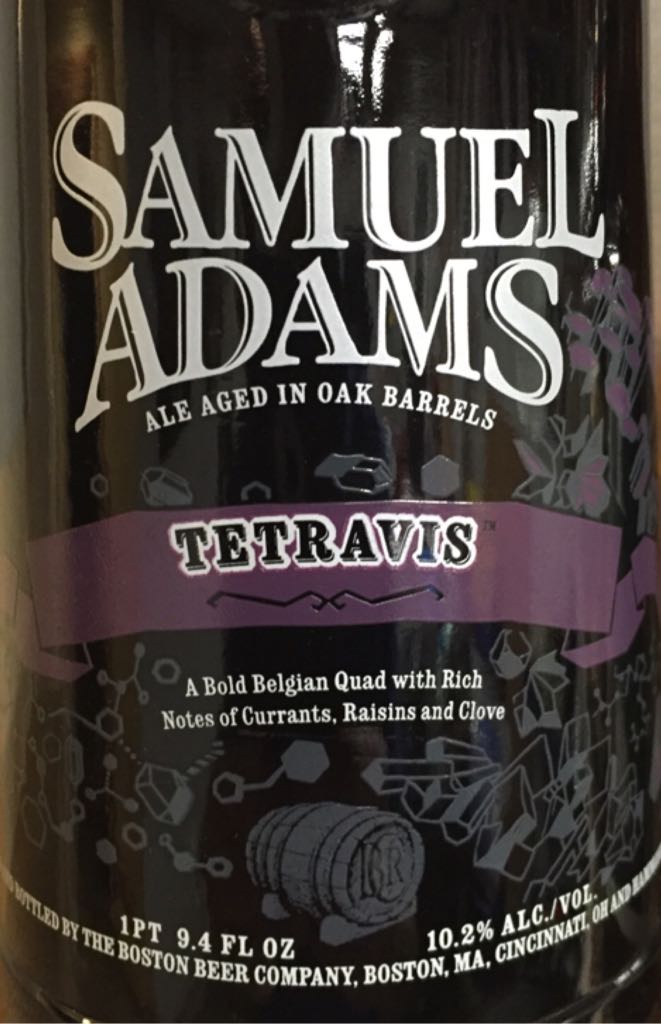 SAMUEL
ADAMS
ALE AGED IN OAK BARRELS
TETRAVIS™
A Bold Belgian Quad with Rich
Notes of Currants, Raisins and Clove
BR
1PT 9.4 FL OZ
10.2% ALC./VOL.
BOTTLED BY THE BOSTON BEER COMPANY, BOSTON, MA, CINCINNATI, OH AND